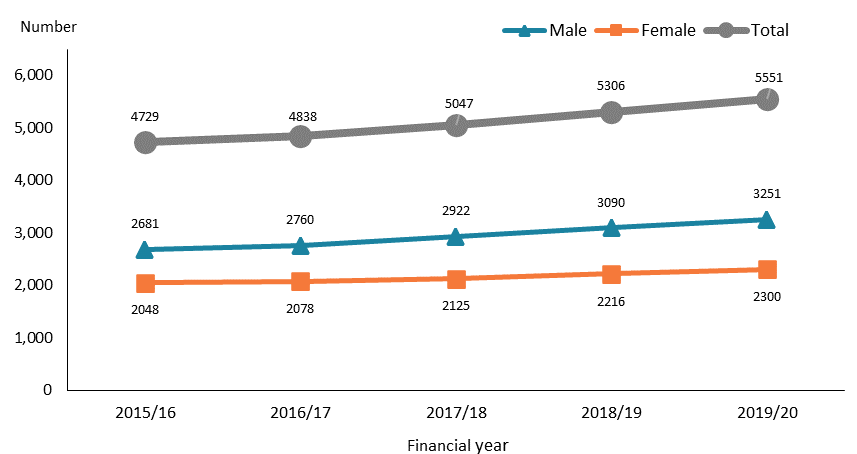 Number
Male Female Total
6,000
5,000
4,000
3,000
2,000
1,000
0
4729 4838 5047 5306 5551
2681 2760 2922 3090 3251
2048 2078 2125 2216 2300
2015/16 2016/17 2017/18 2018/19 2019/20
Financial year